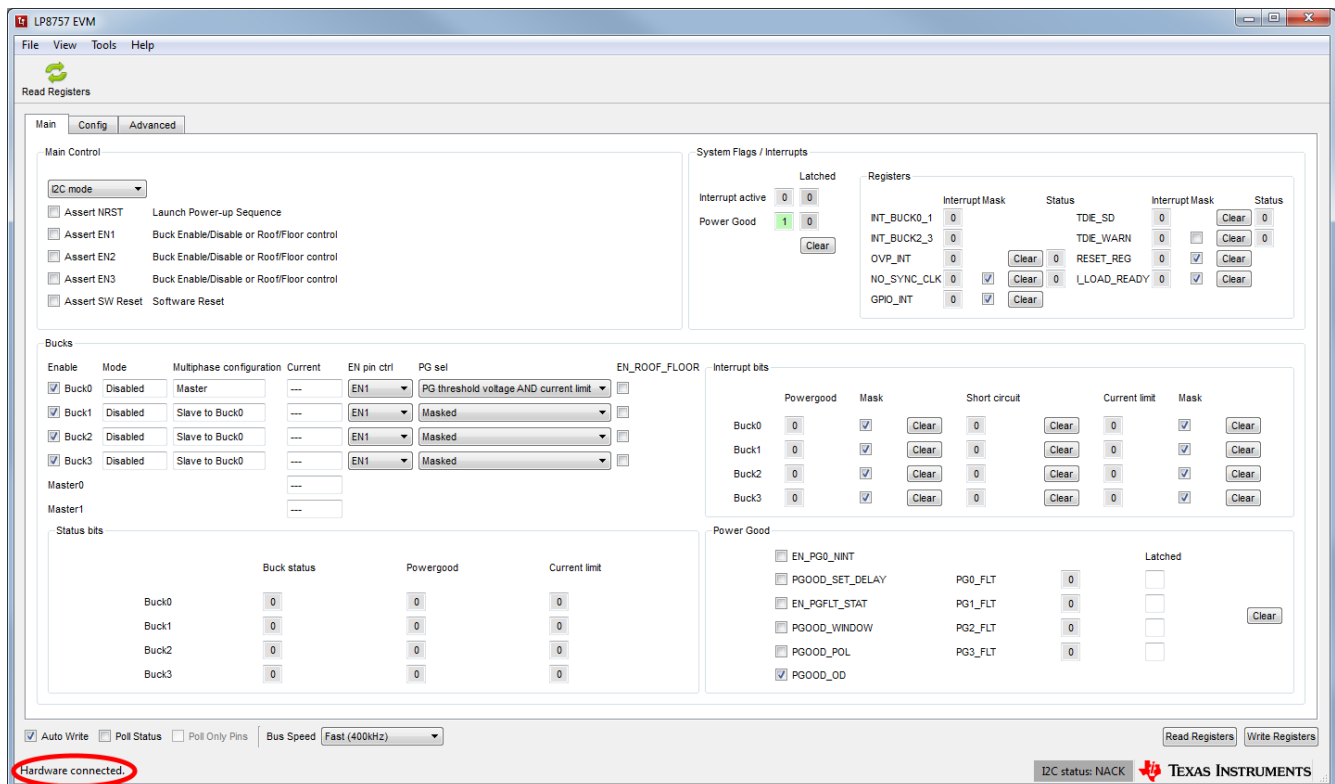 LP8757 EVM
File View Tools Help
Read Registers
Main Config Advanced
Main Control
I2C mode
Assert NRST Launch Power-up Sequence
Assert EN1 Buck Enable/Disable or Roof/Floor control
Assert EN2 Buck Enable/Disable or Roof/Floor control
Assert EN3 Buck Enable/Disable or Roof/Floor control
Assert SW Reset Software Reset
System Flags / Interrupts
Latched
Interrupt active 0 0
Power Good 1 0
Clear
Registers
Interrupt Mask Status Interrupt Mask Status
INT_BUCK0_1 0 TDIE_SD 0 Clear 0
INT_BUCK2_3 0 TDIE_WARN 0 Clear 0
OVP_INT 0 Clear 0 RESET_REG 0 Clear
NO_SYNC_CLK 0 Clear 0 I_LOAD_READY 0 Clear
GPIO_INT 0 Clear
Bucks
Enable Mode Multiphase configuration Current EN pin ctrl PG sel EN_ROOF_FLOOR
Buck0 Disabled Master --- EN1 PG threshold voltage AND current limit
Buck1 Disabled Slave to Buck0 --- EN1 Masked
Buck2 Disabled Slave to Buck0 --- EN1 Masked
Buck3 Disabled Slave to Buck0 --- EN1 Masked
Master0 ---
Master1 ---
Interrupt bits
Powergood Mask Short circuit Current limit Mask
Buck0 0 Clear 0 Clear 0 Clear
Buck1 0 Clear 0 Clear 0 Clear
Buck2 0 Clear 0 Clear 0 Clear
Buck3 0 Clear 0 Clear 0 Clear
Status bits
Buck status Powergood Current limit
Buck0 0 0 0
Buck1 0 0 0
Buck2 0 0 0
Buck3 0 0 0
Power Good
EN_PG0_NINT Latched
PGOOD_SET_DELAY PG0_FLT 0
EN_PGFLT_STAT PG1_FLT 0
Clear
PGOOD_WINDOW PG2_FLT 0
PGOOD_POL PG3_FLT 0
PGOOD_OD
Auto Write Poll Status Poll Only Pins Bus Speed Fast (400kHz) Read Registers Write Registers
Hardware connected. I2C status: NACK TEXAS INSTRUMENTS